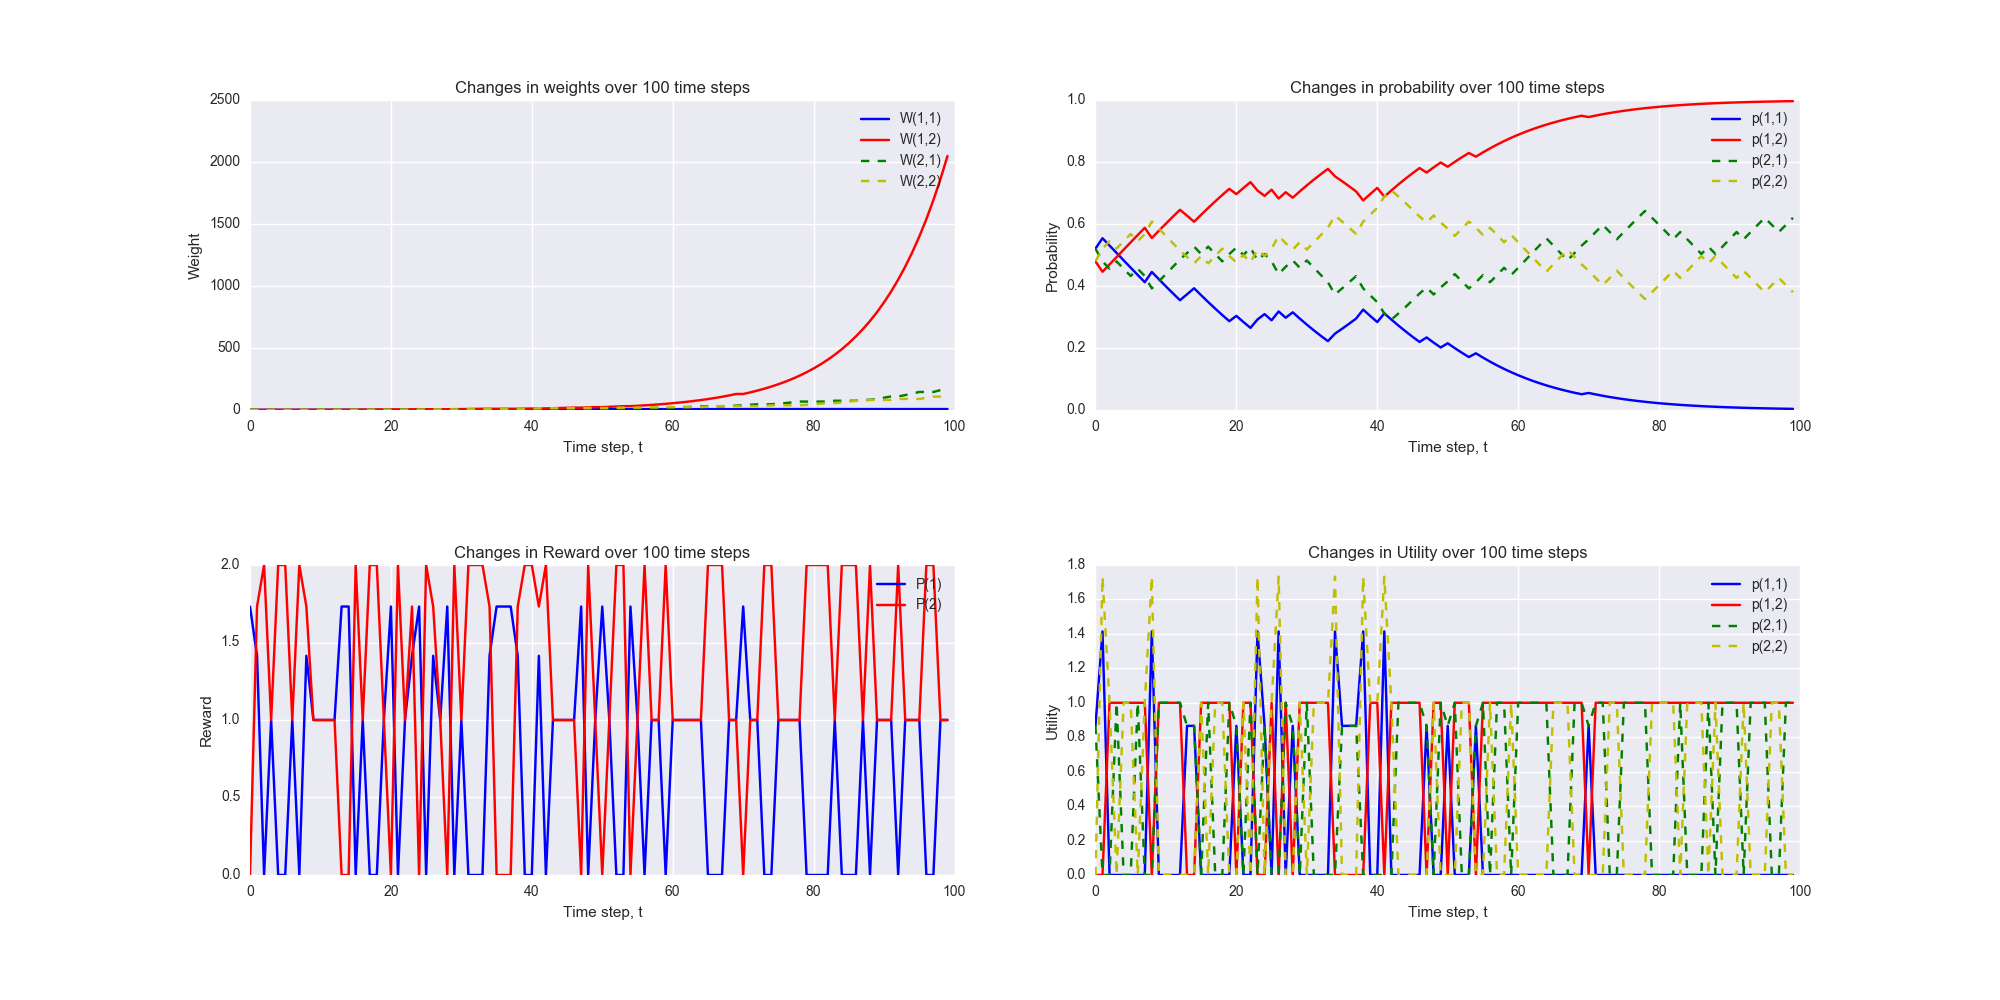 Changes in weights over 100 time steps
2500
2000
1500
1000
500
0
0 20 40 60 80 100
Weight
Time step, t
W(1,1)
W(1,2)
W(2,1)
W(2,2)
Changes in probability over 100 time steps
1.0
0.8
0.6
0.4
0.2
0.0
0 20 40 60 80 100
Probability
Time step, t
p(1,1)
p(1,2)
p(2,1)
p(2,2)
Changes in Reward over 100 time steps
2.0
1.5
1.0
0.5
0.0
0 20 40 60 80 100
Reward
Time step, t
P(1)
P(2)
Changes in Utility over 100 time steps
1.8
1.6
1.4
1.2
1.0
0.8
0.6
0.4
0.2
0.0
0 20 40 60 80 100
Utility
Time step, t
p(1,1)
p(1,2)
p(2,1)
p(2,2)